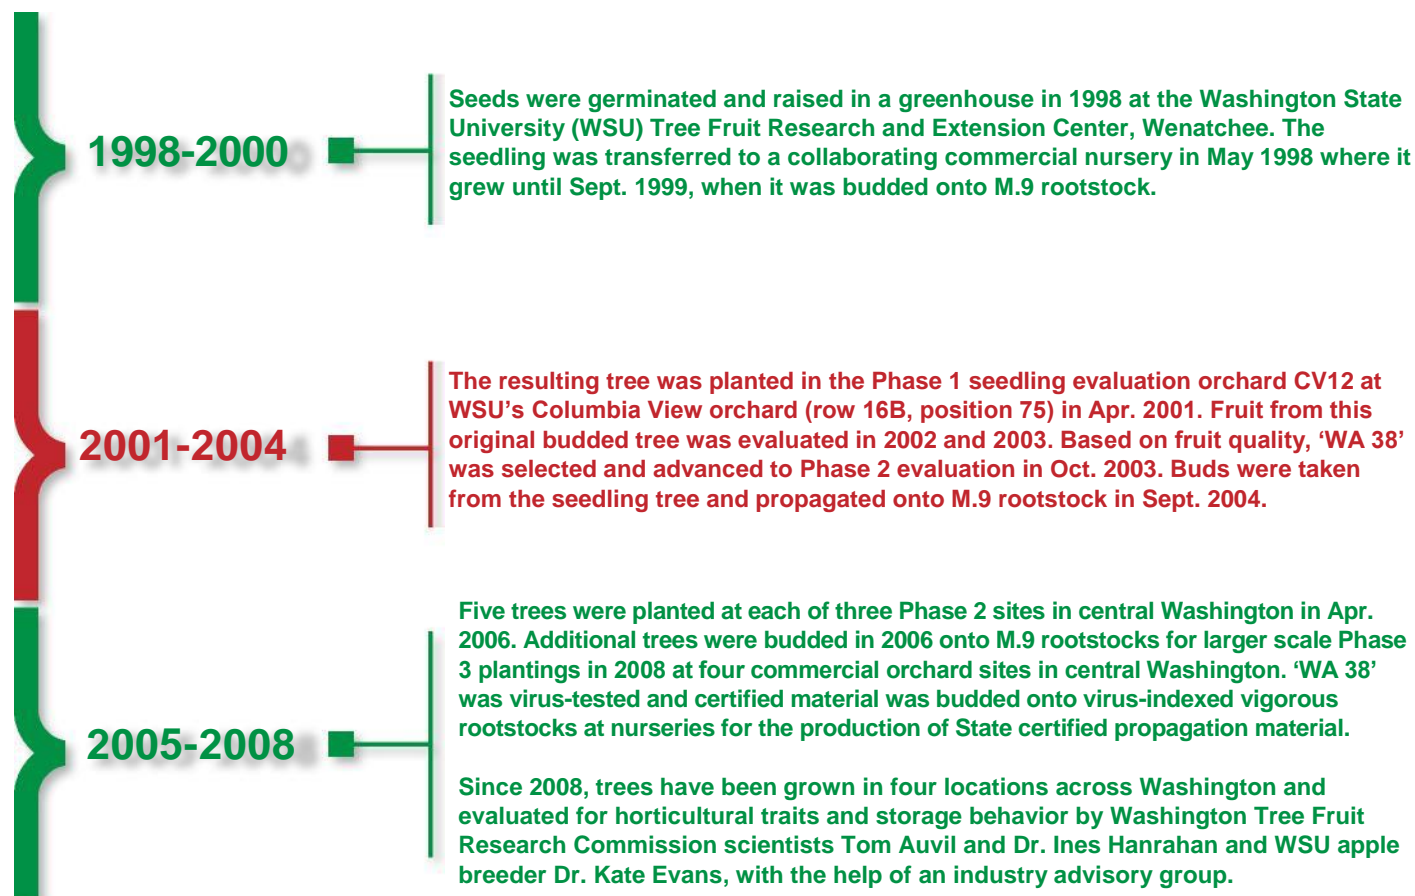 1998-2000
Seeds were germinated and raised in a greenhouse in 1998 at the Washington State
University (WSU) Tree Fruit Research and Extension Center, Wenatchee. The
seedling was transferred to a collaborating commercial nursery in May 1998 where it
grew until Sept. 1999, when it was budded onto M.9 rootstock.
2001-2004
The resulting tree was planted in the Phase 1 seedling evaluation orchard CV12 at
WSU’s Columbia View orchard (row 16B, position 75) in Apr. 2001. Fruit from this
original budded tree was evaluated in 2002 and 2003. Based on fruit quality, ‘WA 38’
was selected and advanced to Phase 2 evaluation in Oct. 2003. Buds were taken
from the seedling tree and propagated onto M.9 rootstock in Sept. 2004.
2005-2008
Five trees were planted at each of three Phase 2 sites in central Washington in Apr.
2006. Additional trees were budded in 2006 onto M.9 rootstocks for larger scale Phase
3 plantings in 2008 at four commercial orchard sites in central Washington. ‘WA 38’
was virus-tested and certified material was budded onto virus-indexed vigorous
rootstocks at nurseries for the production of State certified propagation material.
Since 2008, trees have been grown in four locations across Washington and
evaluated for horticultural traits and storage behavior by Washington Tree Fruit
Research Commission scientists Tom Auvil and Dr. Ines Hanrahan and WSU apple
breeder Dr. Kate Evans, with the help of an industry advisory group.